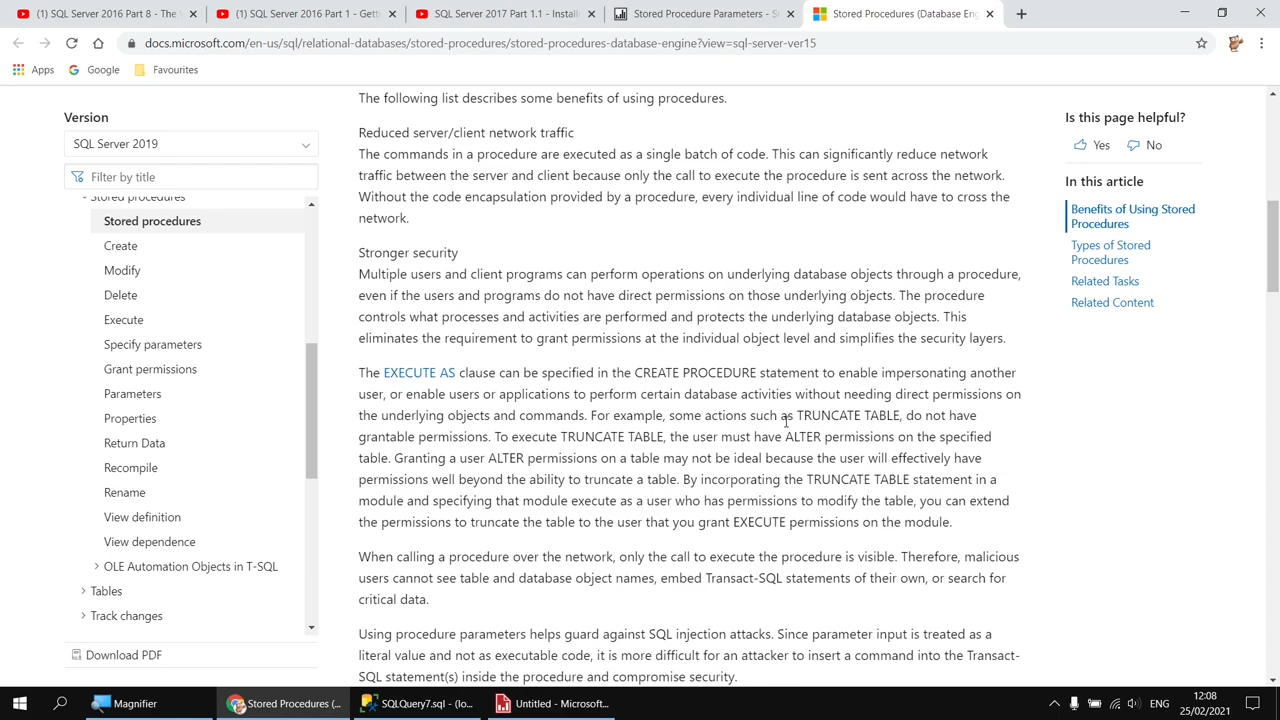 (1) SQL Server 2016 Part 8 - The
(1) SQL Server 2016 Part 1 - Gett
SQL Server 2017 Part 1.1 - Install
Stored Procedure Parameters - S
Stored Procedures (Database Eng
docs.microsoft.com/en-us/sql/relational-databases/stored-procedures/stored-procedures-database-engine?view=sql-server-ver15
Apps
Google
Favourites
Version
SQL Server 2019
Filter by title
Stored procedures
Stored procedures
Create
Modify
Delete
Execute
Specify parameters
Grant permissions
Parameters
Properties
Return Data
Recompile
Rename
View definition
View dependence
OLE Automation Objects in T-SQL
Tables
Track changes
Download PDF
The following list describes some benefits of using procedures.
Reduced server/client network traffic
The commands in a procedure are executed as a single batch of code. This can significantly reduce network
traffic between the server and client because only the call to execute the procedure is sent across the network.
Without the code encapsulation provided by a procedure, every individual line of code would have to cross the
network.
Stronger security
Multiple users and client programs can perform operations on underlying database objects through a procedure,
even if the users and programs do not have direct permissions on those underlying objects. The procedure
controls what processes and activities are performed and protects the underlying database objects. This
eliminates the requirement to grant permissions at the individual object level and simplifies the security layers.
The EXECUTE AS clause can be specified in the CREATE PROCEDURE statement to enable impersonating another
user, or enable users or applications to perform certain database activities without needing direct permissions on
the underlying objects and commands. For example, some actions such as TRUNCATE TABLE, do not have
grantable permissions. To execute TRUNCATE TABLE, the user must have ALTER permissions on the specified
table. Granting a user ALTER permissions on a table may not be ideal because the user will effectively have
permissions well beyond the ability to truncate a table. By incorporating the TRUNCATE TABLE statement in a
module and specifying that module execute as a user who has permissions to modify the table, you can extend
the permissions to truncate the table to the user that you grant EXECUTE permissions on the module.
When calling a procedure over the network, only the call to execute the procedure is visible. Therefore, malicious
users cannot see table and database object names, embed Transact-SQL statements of their own, or search for
critical data.
Using procedure parameters helps guard against SQL injection attacks. Since parameter input is treated as a
literal value and not as executable code, it is more difficult for an attacker to insert a command into the Transact-
SQL statement(s) inside the procedure and compromise security.
Is this page helpful?
Yes
No
In this article
Benefits of Using Stored
Procedures
Types of Stored
Procedures
Related Tasks
Related Content
Magnifier
Stored Procedures (...
SQLQuery7.sql - (lo...
Untitled - Microsoft...
ENG
12:08
25/02/2021